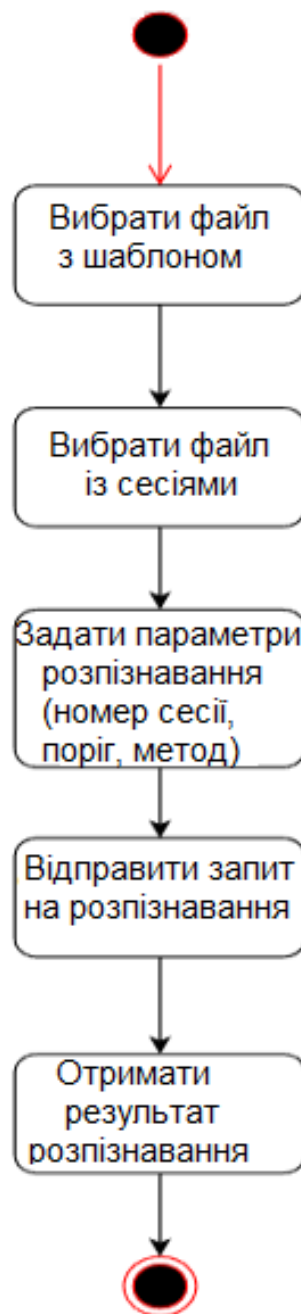 Вибрати файл
з шаблоном
Вибрати файл
із сесіями
Задати параметри
розпізнавання
(номер сесії,
поріг, метод)
Відправити запит
на розпізнавання
Отримати
результат
розпізнавання